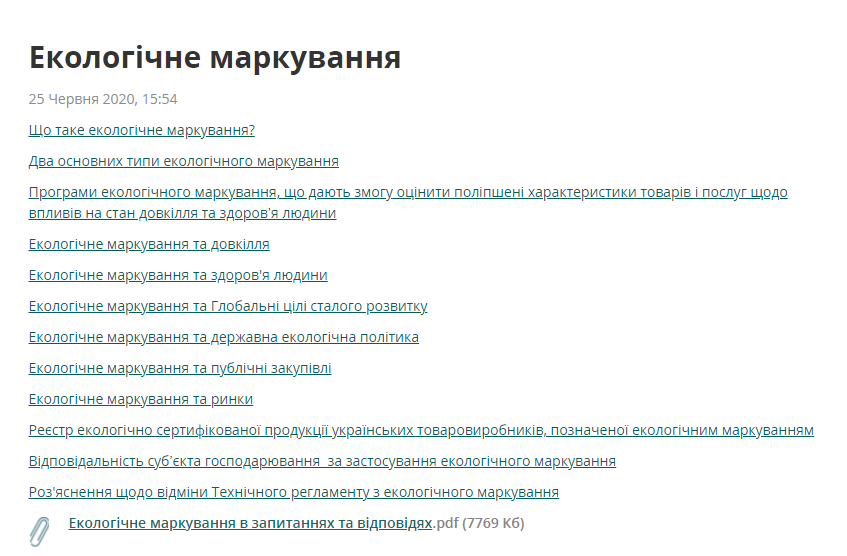 Екологічне маркування
25 Червня 2020, 15:54
Що таке екологічне маркування?
Два основних типи екологічного маркування
Програми екологічного маркування, що дають змогу оцінити поліпшені характеристики товарів і послуг щодо
впливів на стан довкілля та здоров'я людини
Екологічне маркування та довкілля
Екологічне маркування та здоров'я людини
Екологічне маркування та Глобальні цілі сталого розвитку
Екологічне маркування та державна екологічна політика
Екологічне маркування та публічні закупівлі
Екологічне маркування та ринки
Реєстр екологічно сертифікованої продукції українських товаровиробників, позначеної екологічним маркуванням
Відповідальність суб'єкта господарювання  за застосування екологічного маркування
Роз'яснення щодо відміни Технічного регламенту з екологічного маркування
Екологічне маркування в запитаннях та відповідях.pdf (7769 Кб)